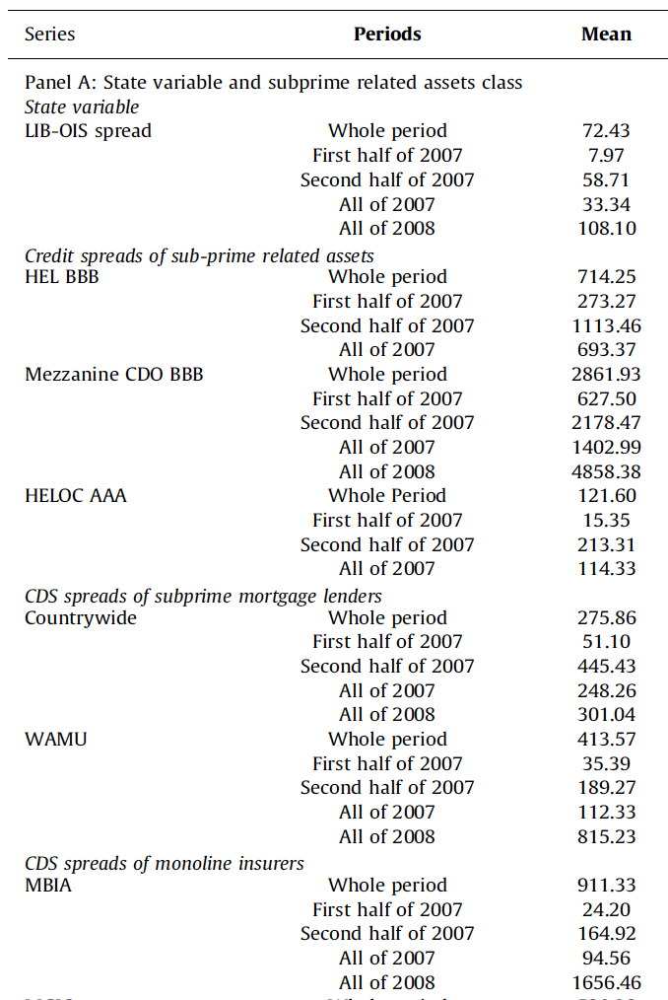 Series Periods Mean
Panel A: State variable and subprime related assets class
State variable
LIB-OIS spread Whole period 72.43
First half of 2007 7.97
Second half of 2007 58.71
All of 2007 33.34
All of 2008 108.10
Credit spreads of sub-prime related assets
HEL BBB Whole period 714.25
First half of 2007 273.27
Second half of 2007 1113.46
All of 2007 693.37
Mezzanine CDO BBB Whole period 2861.93
First half of 2007 627.50
Second half of 2007 2178.47
All of 2007 1402.99
All of 2008 4858.38
HELOC AAA Whole Period 121.60
First half of 2007 15.35
Second half of 2007 213.31
All of 2007 114.33
CDS spreads of subprime mortgage lenders
Countrywide Whole period 275.86
First half of 2007 51.10
Second half of 2007 445.43
All of 2007 248.26
All of 2008 301.04
WAMU Whole period 413.57
First half of 2007 35.39
Second half of 2007 189.27
All of 2007 112.33
All of 2008 815.23
CDS spreads of monoline insurers
MBIA Whole period 911.33
First half of 2007 24.20
Second half of 2007 164.92
All of 2007 94.56
All of 2008 1656.46